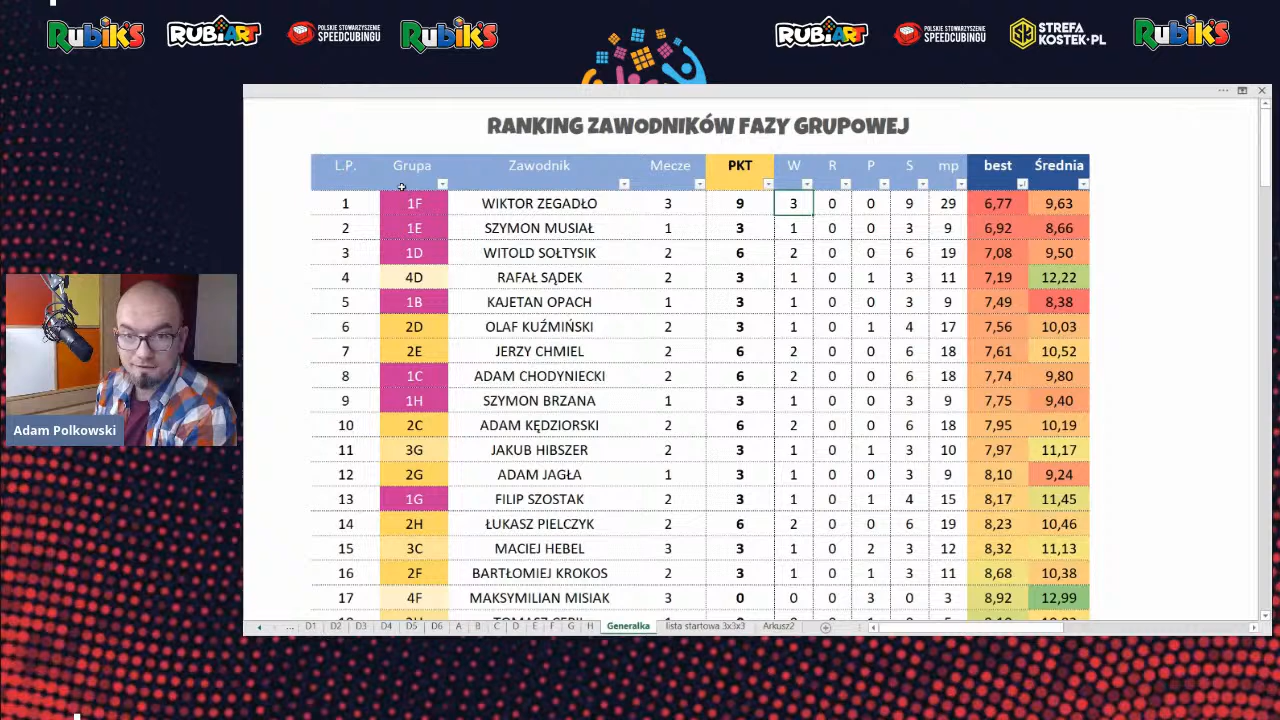 Rubik's RUBIART POLSKIE STOWARZYSZENIE SPEEDCUBINGU Rubik's RUBIART POLSKIE STOWARZYSZENIE SPEEDCUBINGU STREFA KOSTEK.PL Rubik's
RANKING ZAWODNIKÓW FAZY GRUPOWEJ
L.P. Grupa Zawodnik Mecze PKT W R P S mp best Średnia
1 1F WIKTOR ZEGADŁO 3 9 3 0 0 9 29 6,77 9,63
2 1E SZYMON MUSIAŁ 1 3 1 0 0 3 9 6,92 8,66
3 1D WITOLD SOŁTYSIK 2 6 2 0 0 6 19 7,08 9,50
4 4D RAFAŁ SĄDEK 2 3 1 0 1 3 11 7,19 12,22
5 1B KAJETAN OPACH 1 3 1 0 0 3 9 7,49 8,38
6 2D OLAF KUŹMIŃSKI 2 3 1 0 1 4 17 7,56 10,03
7 2E JERZY CHMIEL 2 6 2 0 0 6 18 7,61 10,52
8 1C ADAM CHODYNIECKI 2 6 2 0 0 6 18 7,74 9,80
9 1H SZYMON BRZANA 1 3 1 0 0 3 9 7,75 9,40
10 2C ADAM KĘDZIORSKI 2 6 2 0 0 6 18 7,95 10,19
11 3G JAKUB HIBSZER 2 3 1 0 1 3 10 7,97 11,17
12 2G ADAM JAGŁA 1 3 1 0 0 3 9 8,10 9,24
13 1G FILIP SZOSTAK 2 3 1 0 1 4 15 8,17 11,45
14 2H ŁUKASZ PIELCZYK 2 6 2 0 0 6 19 8,23 10,46
15 3C MACIEJ HEBEL 3 3 1 0 2 3 12 8,32 11,13
16 2F BARTŁOMIEJ KROKOS 2 3 1 0 1 3 11 8,68 10,38
17 4F MAKSYMILIAN MISIAK 3 0 0 0 3 0 3 8,92 12,99
Adam Polkowski
... D1 D2 D3 D4 D5 D6 A B C D E F G H Generalka lista startowa 3x3x3 Arkusz2